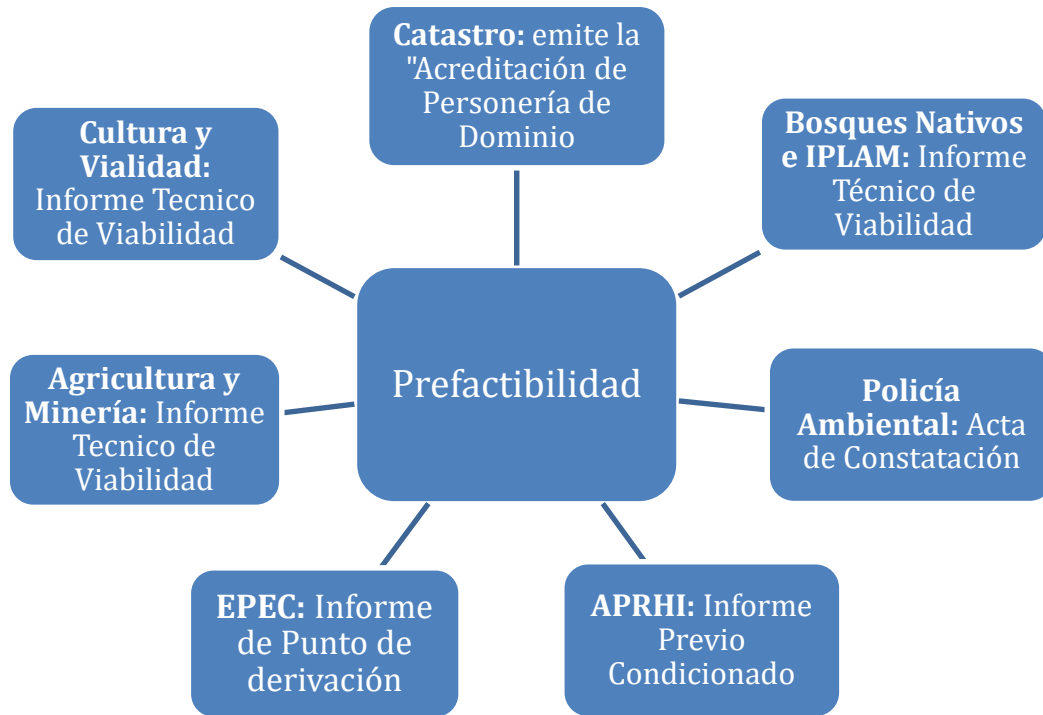 Catastro: emite la
"Acreditación de
Personería de
Dominio
Bosques Nativos
e IPLAM: Informe
Técnico de
Viabilidad
Policía
Ambiental: Acta
de Constatación
APRHI: Informe
Previo
Condicionado
EPEC: Informe
de Punto de
derivación
Agricultura y
Minería: Informe
Tecnico de
Viabilidad
Cultura y
Vialidad:
Informe Tecnico
de Viabilidad
Prefactibilidad